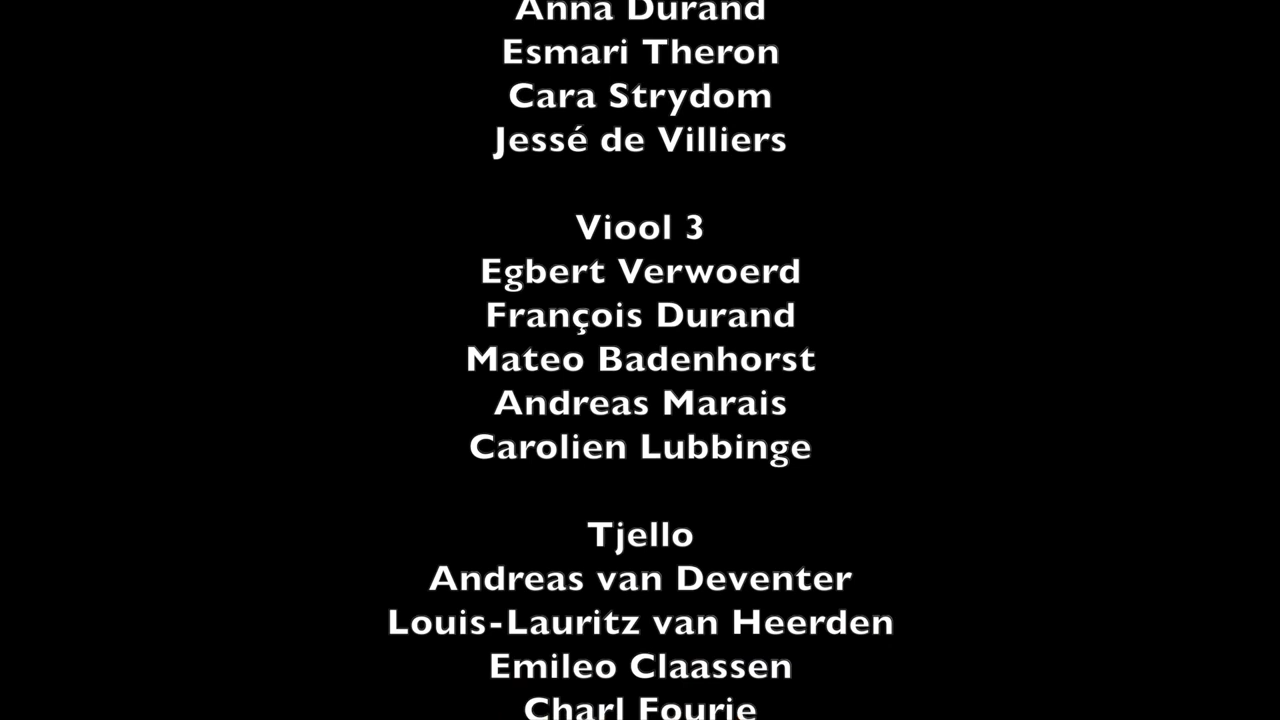 Anna Durand
Esmari Theron
Cara Strydom
Jessé de Villiers
Viool 3
Egbert Verwoerd
François Durand
Mateo Badenhorst
Andreas Marais
Carolien Lubbinge
Tjello
Andreas van Deventer
Louis-Lauritz van Heerden
Emileo Claassen
Charl Fourie